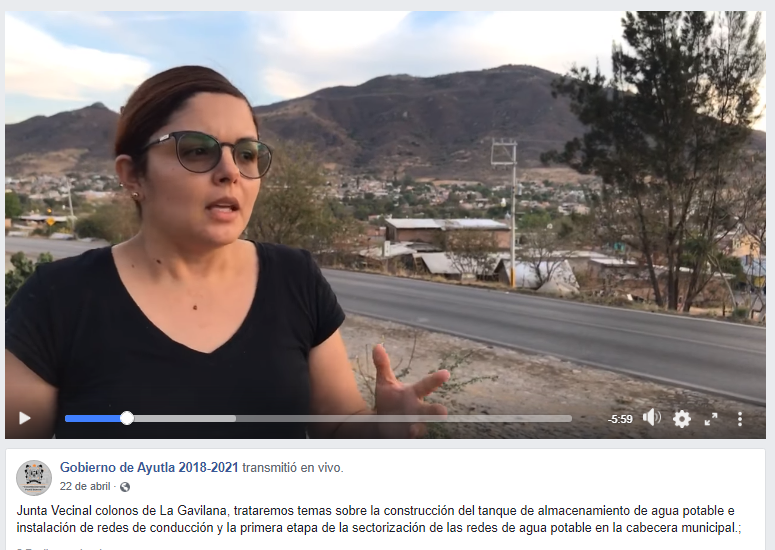 -5:59
Gobierno de Ayutla 2018-2021 transmitió en vivo.
22 de abril ·
Junta Vecinal colonos de La Gavilana, trataremos temas sobre la construcción del tanque de almacenamiento de agua potable e
instalación de redes de conducción y la primera etapa de la sectorización de las redes de agua potable en la cabecera municipal.;